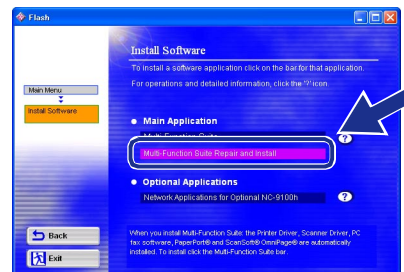 Flash
Install Software
To install a software application click on the bar for that application.
For operations and detailed information, click the '?' icon.
Main Menu
Install Software
Main Application
Multi-Function Suite
?
Multi-Function Suite Repair and Install
Optional Applications
Network Applications for Optional NC-9100h
?
When you install Multi-Function Suite: the Printer Driver, Scanner Driver, PC
fax software, PaperPort® and ScanSoft® OmniPage® are automatically
installed. To install click the Multi-Function Suite bar.
Back
Exit